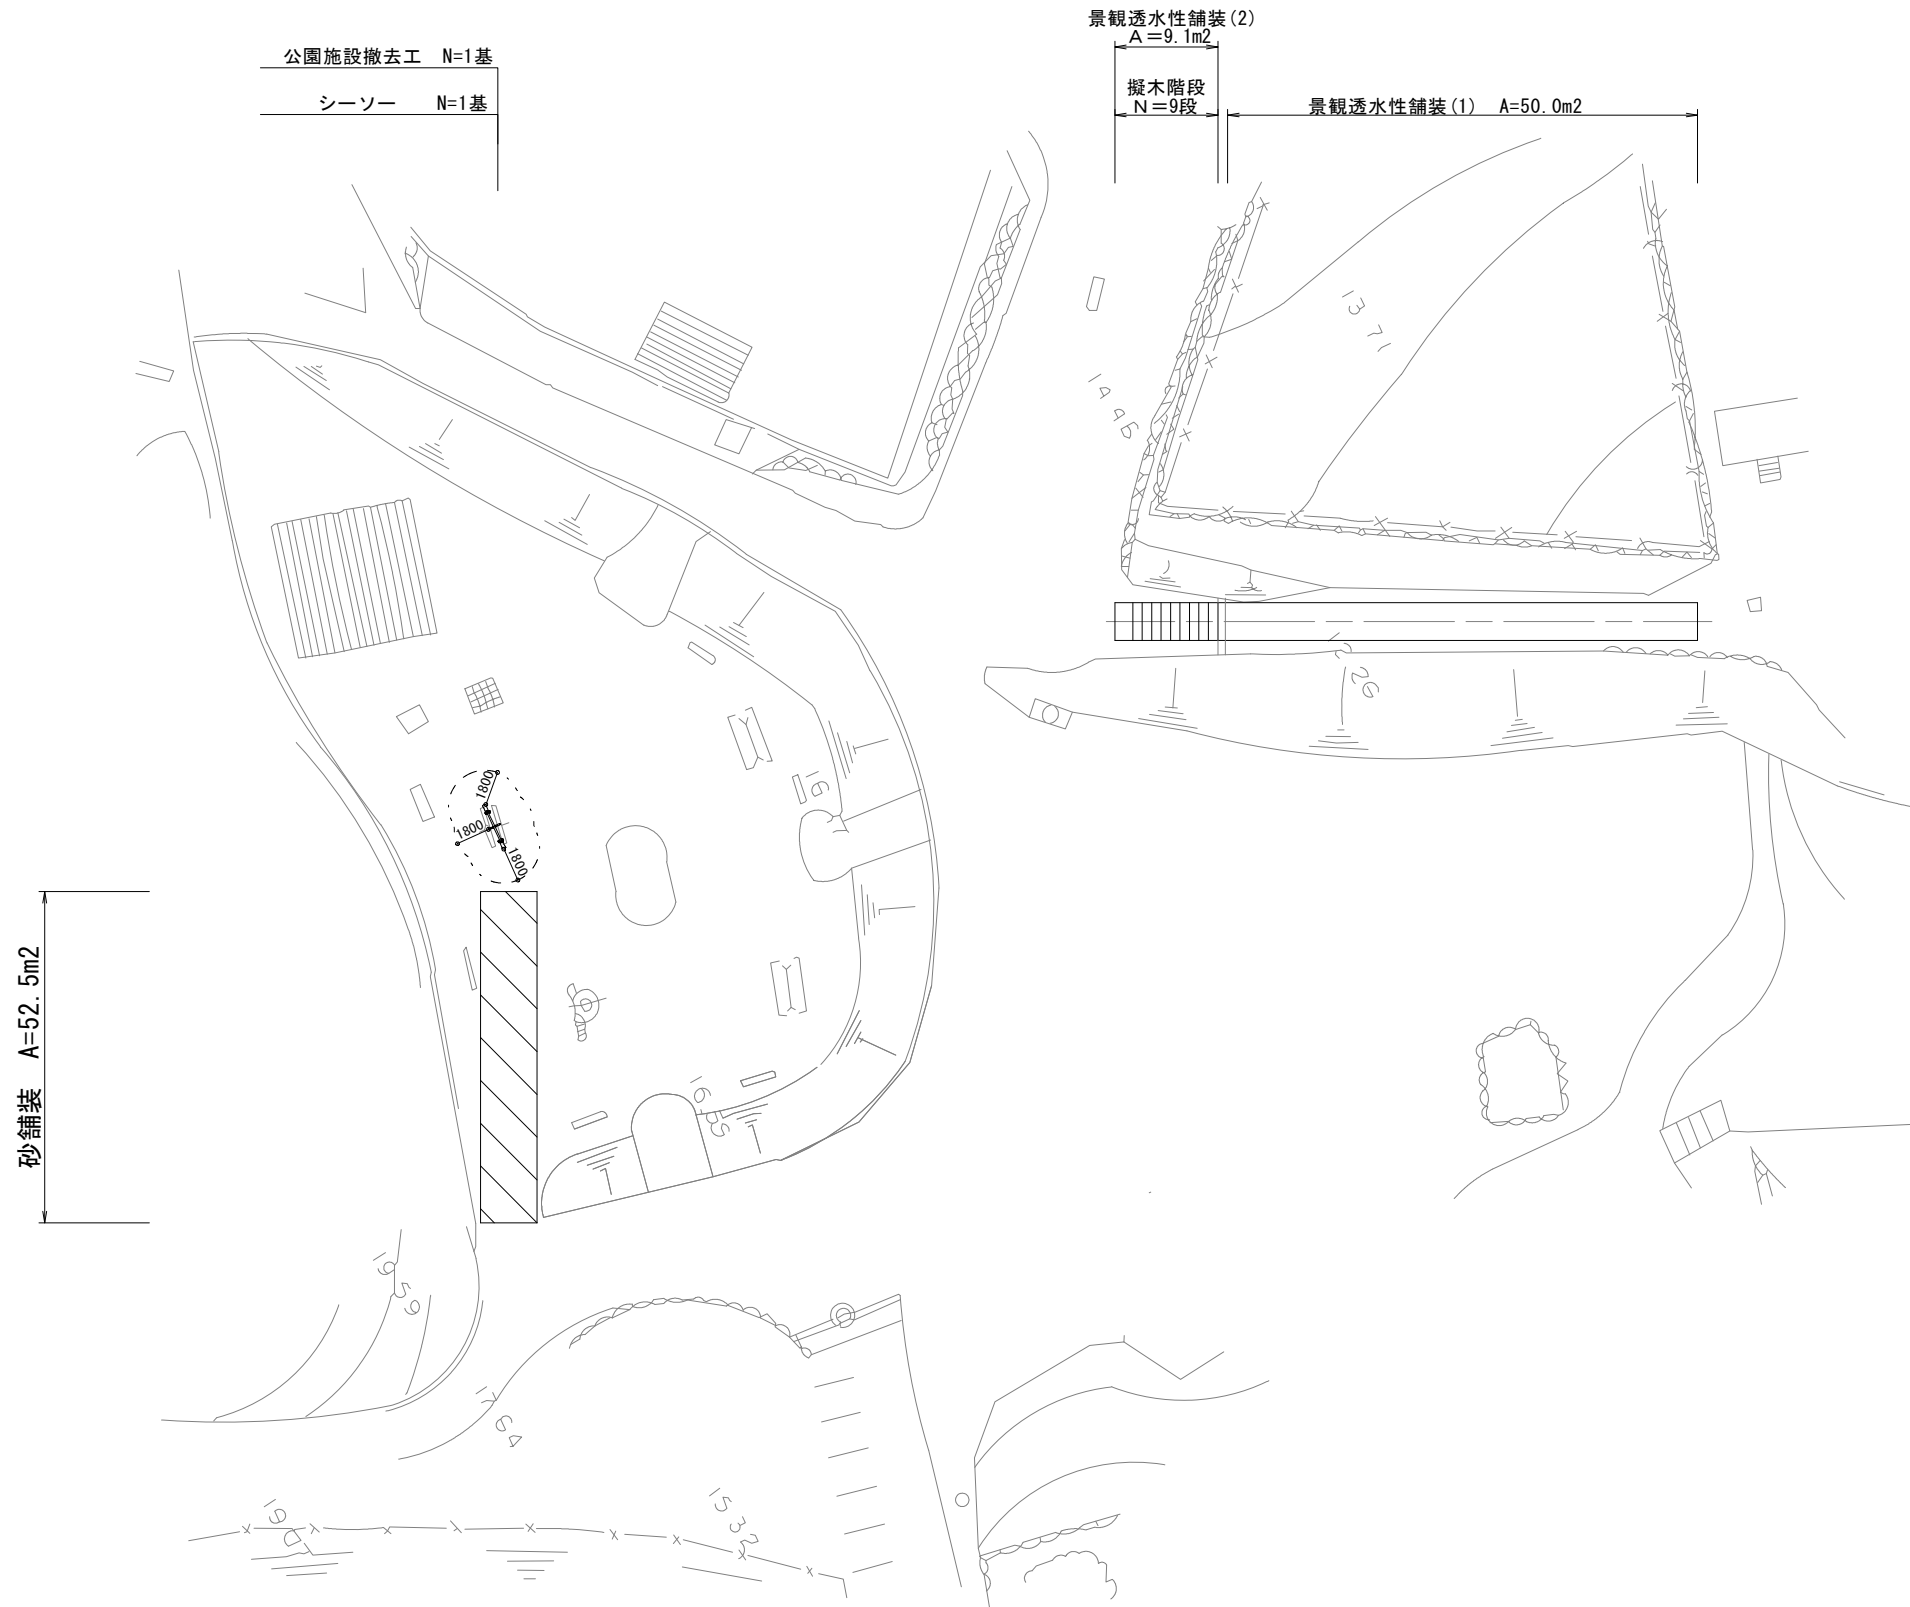 景観透水性舗装(2)
A=9.1m2
公園施設撤去工 N=1基
シーソー N=1基
擬木階段
N=9段
景観透水性舗装(1) A=50.0m2
1800
1800
1800
砂舗装 A=52.5m2